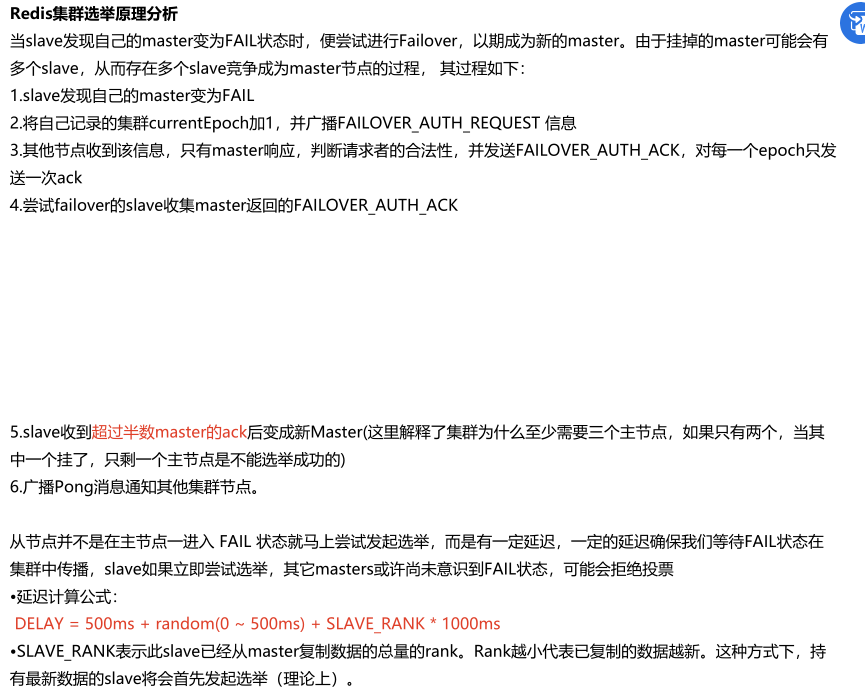 Redis集群选举原理分析
当slave发现自己的master变为FAIL状态时，便尝试进行Failover，以期成为新的master。由于挂掉的master可能会有
多个slave，从而存在多个slave竞争成为master节点的过程， 其过程如下：
1.slave发现自己的master变为FAIL
2.将自己记录的集群currentEpoch加1，并广播FAILOVER_AUTH_REQUEST 信息
3.其他节点收到该信息，只有master响应，判断请求者的合法性，并发送FAILOVER_AUTH_ACK，对每一个epoch只发
送一次ack
4.尝试failover的slave收集master返回的FAILOVER_AUTH_ACK
5.slave收到超过半数master的ack后变成新Master(这里解释了集群为什么至少需要三个主节点，如果只有两个，当其
中一个挂了，只剩一个主节点是不能选举成功的)
6.广播Pong消息通知其他集群节点。
从节点并不是在主节点一进入 FAIL 状态就马上尝试发起选举，而是有一定延迟，一定的延迟确保我们等待FAIL状态在
集群中传播，slave如果立即尝试选举，其它masters或许尚未意识到FAIL状态，可能会拒绝投票
•延迟计算公式：
DELAY = 500ms + random(0 ~ 500ms) + SLAVE_RANK * 1000ms
•SLAVE_RANK表示此slave已经从master复制数据的总量的rank。Rank越小代表已复制的数据越新。这种方式下，持
有最新数据的slave将会首先发起选举（理论上）。